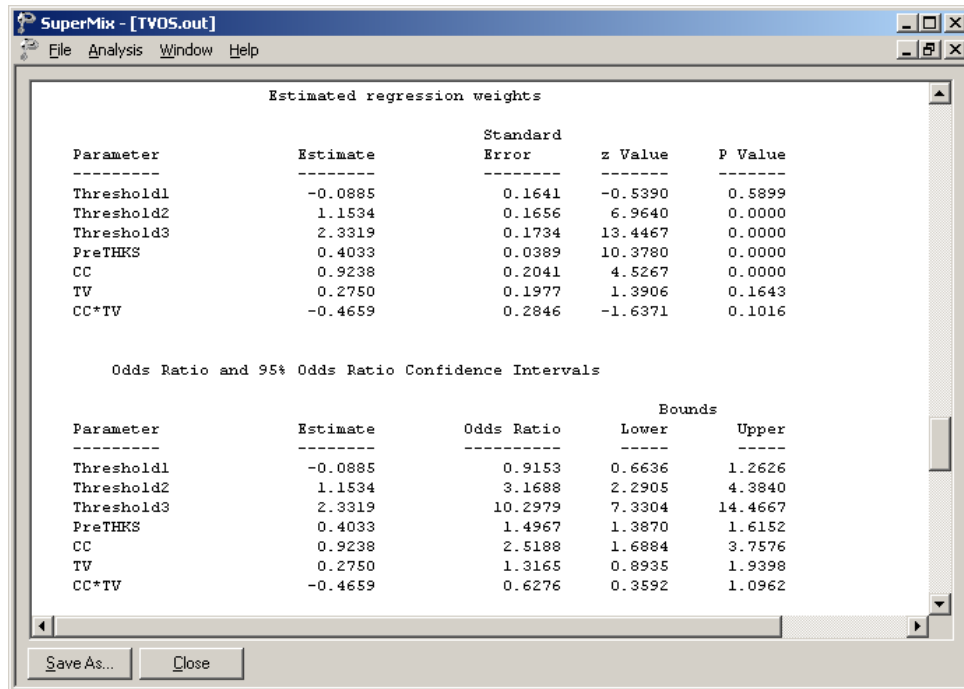 SuperMix - [TVOS.out]
File Analysis Window Help
Estimated regression weights
Standard
Parameter Estimate Error z Value P Value
--------- -------- -------- ------- -------
Threshold1 -0.0885 0.1641 -0.5390 0.5899
Threshold2 1.1534 0.1656 6.9640 0.0000
Threshold3 2.3319 0.1734 13.4467 0.0000
PreTHKS 0.4033 0.0389 10.3780 0.0000
CC 0.9238 0.2041 4.5267 0.0000
TV 0.2750 0.1977 1.3906 0.1643
CC*TV -0.4659 0.2846 -1.6371 0.1016
Odds Ratio and 95% Odds Ratio Confidence Intervals
Bounds
Parameter Estimate Odds Ratio Lower Upper
--------- -------- ---------- ----- -----
Threshold1 -0.0885 0.9153 0.6636 1.2626
Threshold2 1.1534 3.1688 2.2905 4.3840
Threshold3 2.3319 10.2979 7.3304 14.4667
PreTHKS 0.4033 1.4967 1.3870 1.6152
CC 0.9238 2.5188 1.6884 3.7576
TV 0.2750 1.3165 0.8935 1.9398
CC*TV -0.4659 0.6276 0.3592 1.0962
Save As... Close